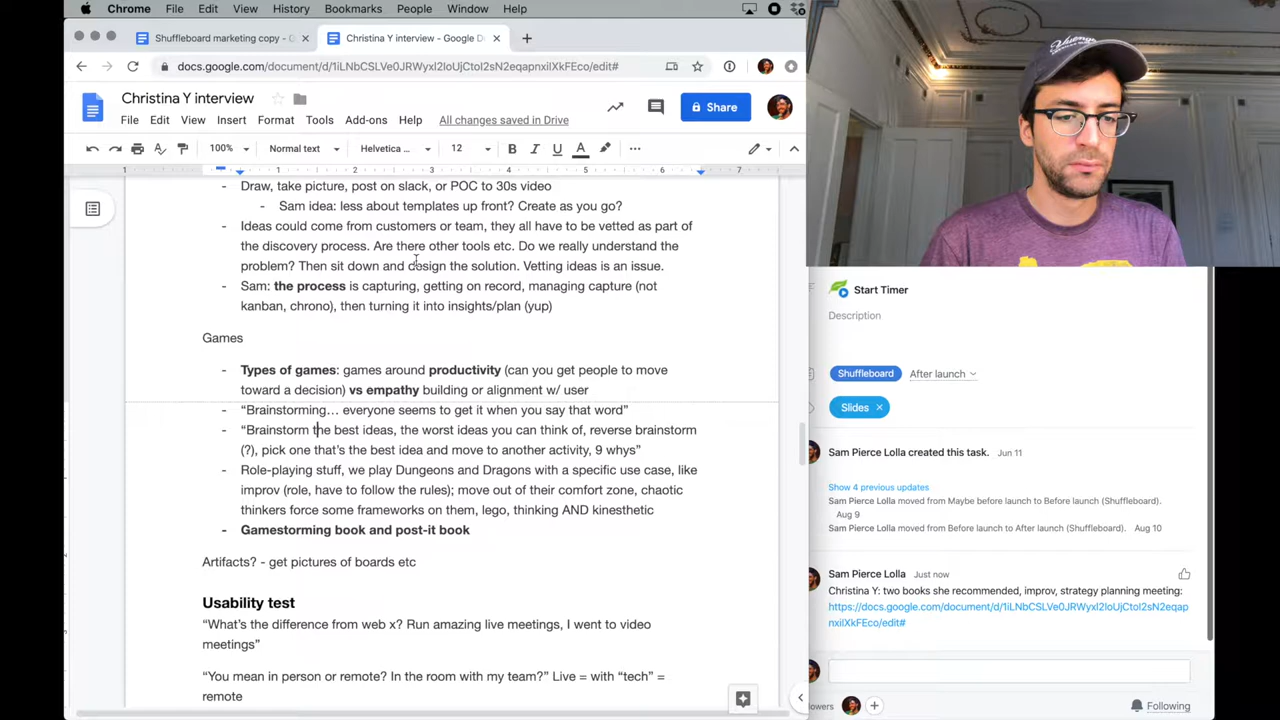 Chrome File Edit View History Bookmarks People Window Help
Shuffleboard marketing copy - G
Christina Y interview - Google D
docs.google.com/document/d/1iLNbCSLVe0JRWyxl2IoUjCtol2sN2eqapnxilXkFEco/edit#
Christina Y interview
File Edit View Insert Format Tools Add-ons Help All changes saved in Drive
Share
100% Normal text Helvetica ... 12 B I U A
1 1 2 3 4 5 6 7
- Draw, take picture, post on slack, or POC to 30s video
- Sam idea: less about templates up front? Create as you go?
- Ideas could come from customers or team, they all have to be vetted as part of
the discovery process. Are there other tools etc. Do we really understand the
problem? Then sit down and design the solution. Vetting ideas is an issue.
- Sam: the process is capturing, getting on record, managing capture (not
kanban, chrono), then turning it into insights/plan (yup)
Games
- Types of games: games around productivity (can you get people to move
toward a decision) vs empathy building or alignment w/ user
- “Brainstorming… everyone seems to get it when you say that word”
- “Brainstorm the best ideas, the worst ideas you can think of, reverse brainstorm
(?), pick one that’s the best idea and move to another activity, 9 whys”
- Role-playing stuff, we play Dungeons and Dragons with a specific use case, like
improv (role, have to follow the rules); move out of their comfort zone, chaotic
thinkers force some frameworks on them, lego, thinking AND kinesthetic
- Gamestorming book and post-it book
Artifacts? - get pictures of boards etc
Usability test
“What’s the difference from web x? Run amazing live meetings, I went to video
meetings”
“You mean in person or remote? In the room with my team?” Live = with “tech” =
remote
Start Timer
Description
Shuffleboard After launch
Slides ×
Sam Pierce Lolla created this task. Jun 11
Show 4 previous updates
Sam Pierce Lolla moved from Maybe before launch to Before launch (Shuffleboard).
Aug 9
Sam Pierce Lolla moved from Before launch to After launch (Shuffleboard). Aug 10
Sam Pierce Lolla Just now
Christina Y: two books she recommended, improv, strategy planning meeting:
https://docs.google.com/document/d/1iLNbCSLVe0JRWyxl2IoUjCtol2sN2eqap
nxilXkFEco/edit#
owers Following